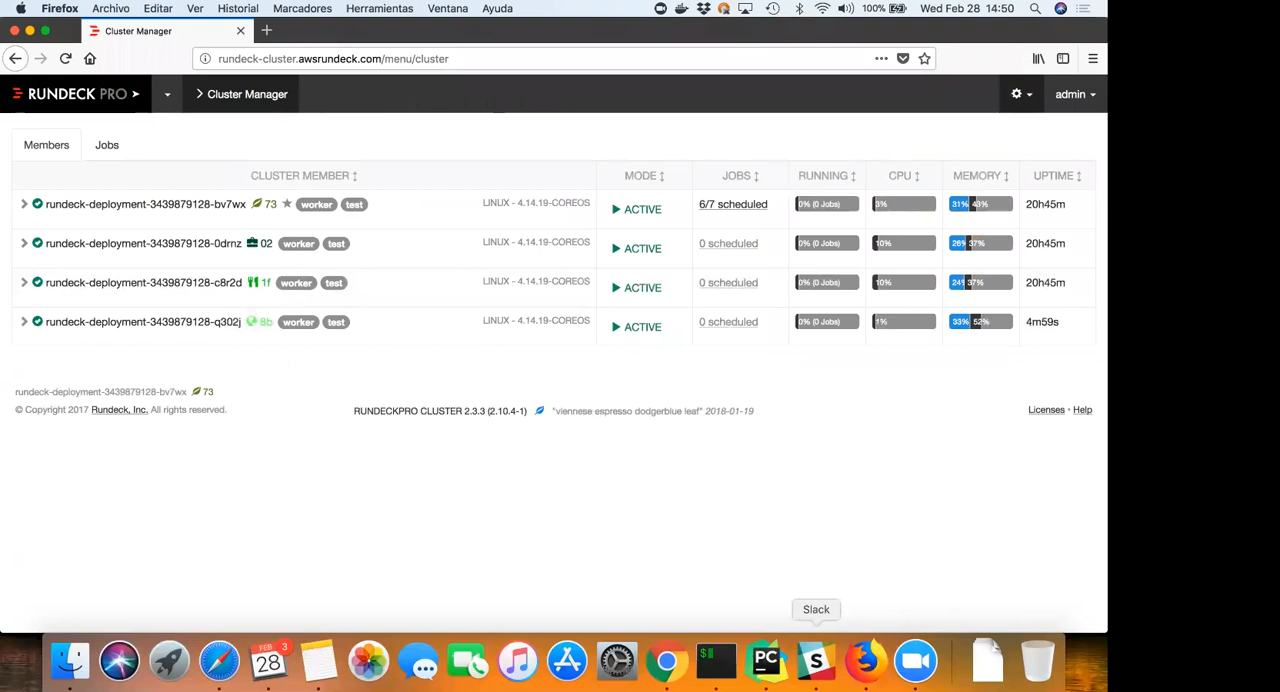 Firefox Archivo Editar Ver Historial Marcadores Herramientas Ventana Ayuda 100% Wed Feb 28 14:50
Cluster Manager
rundeck-cluster.awsrundeck.com/menu/cluster
RUNDECK PRO Cluster Manager admin
Members Jobs
CLUSTER MEMBER MODE JOBS RUNNING CPU MEMORY UPTIME
rundeck-deployment-3439879128-bv7wx 73 worker test LINUX - 4.14.19-COREOS ACTIVE 6/7 scheduled 0% (0 Jobs) 3% 31% 43% 20h45m
rundeck-deployment-3439879128-0drnz 02 worker test LINUX - 4.14.19-COREOS ACTIVE 0 scheduled 0% (0 Jobs) 10% 26% 37% 20h45m
rundeck-deployment-3439879128-c8r2d 1f worker test LINUX - 4.14.19-COREOS ACTIVE 0 scheduled 0% (0 Jobs) 10% 24% 37% 20h45m
rundeck-deployment-3439879128-q302j 8b worker test LINUX - 4.14.19-COREOS ACTIVE 0 scheduled 0% (0 Jobs) 1% 33% 52% 4m59s
rundeck-deployment-3439879128-bv7wx 73
© Copyright 2017 Rundeck, Inc. All rights reserved. RUNDECKPRO CLUSTER 2.3.3 (2.10.4-1) "viennese espresso dodgerblue leaf" 2018-01-19 Licenses • Help
Slack
FEB 3
28
$
PC
S